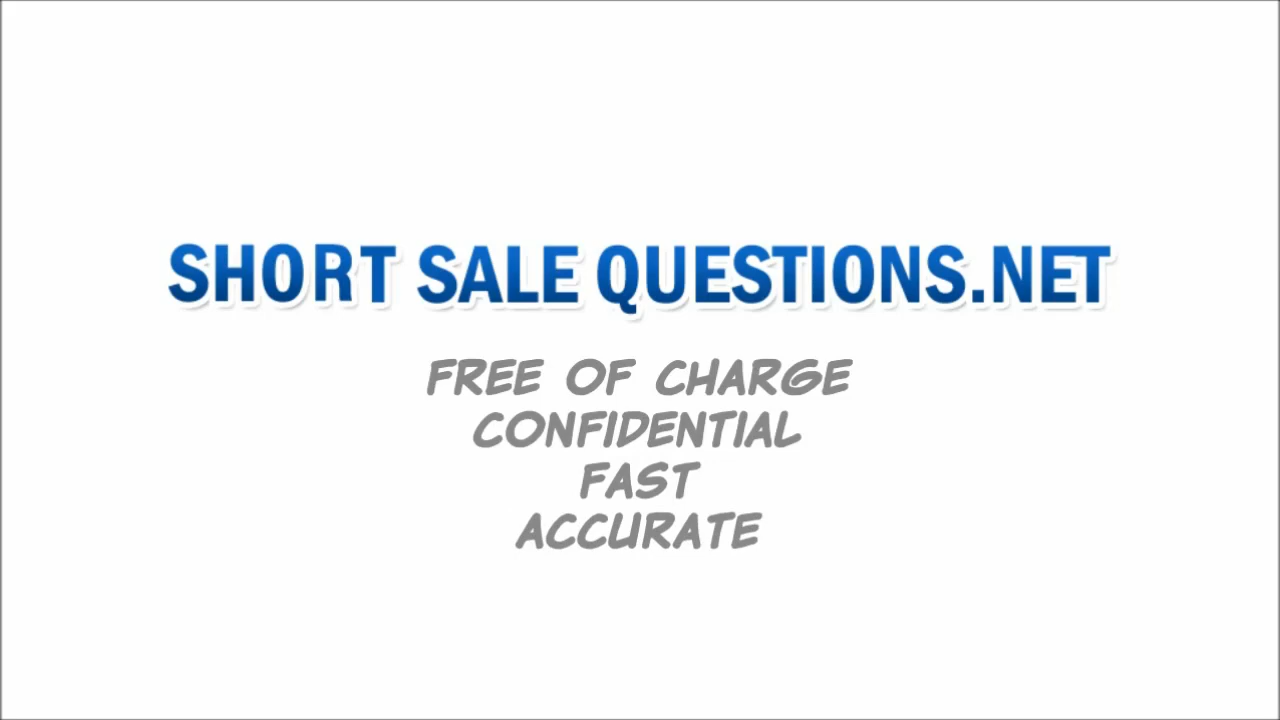 SHORT SALE QUESTIONS.NET
FREE OF CHARGE
CONFIDENTIAL
FAST
ACCURATE